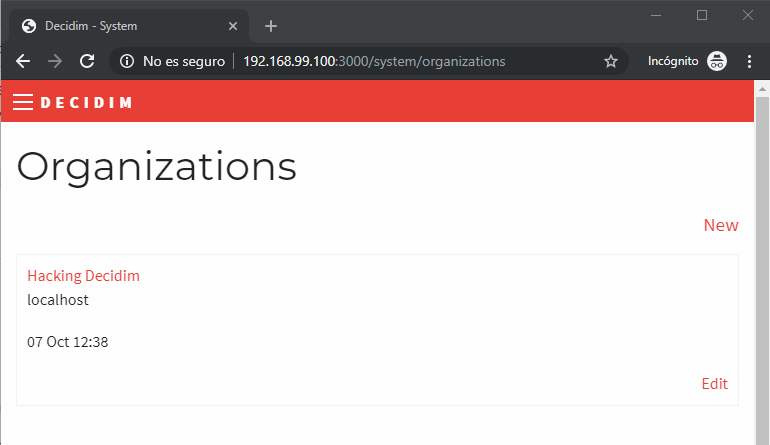 Decidim - System
No es seguro 192.168.99.100:3000/system/organizations Incógnito
DECIDIM
Organizations
New
Hacking Decidim
localhost
07 Oct 12:38
Edit